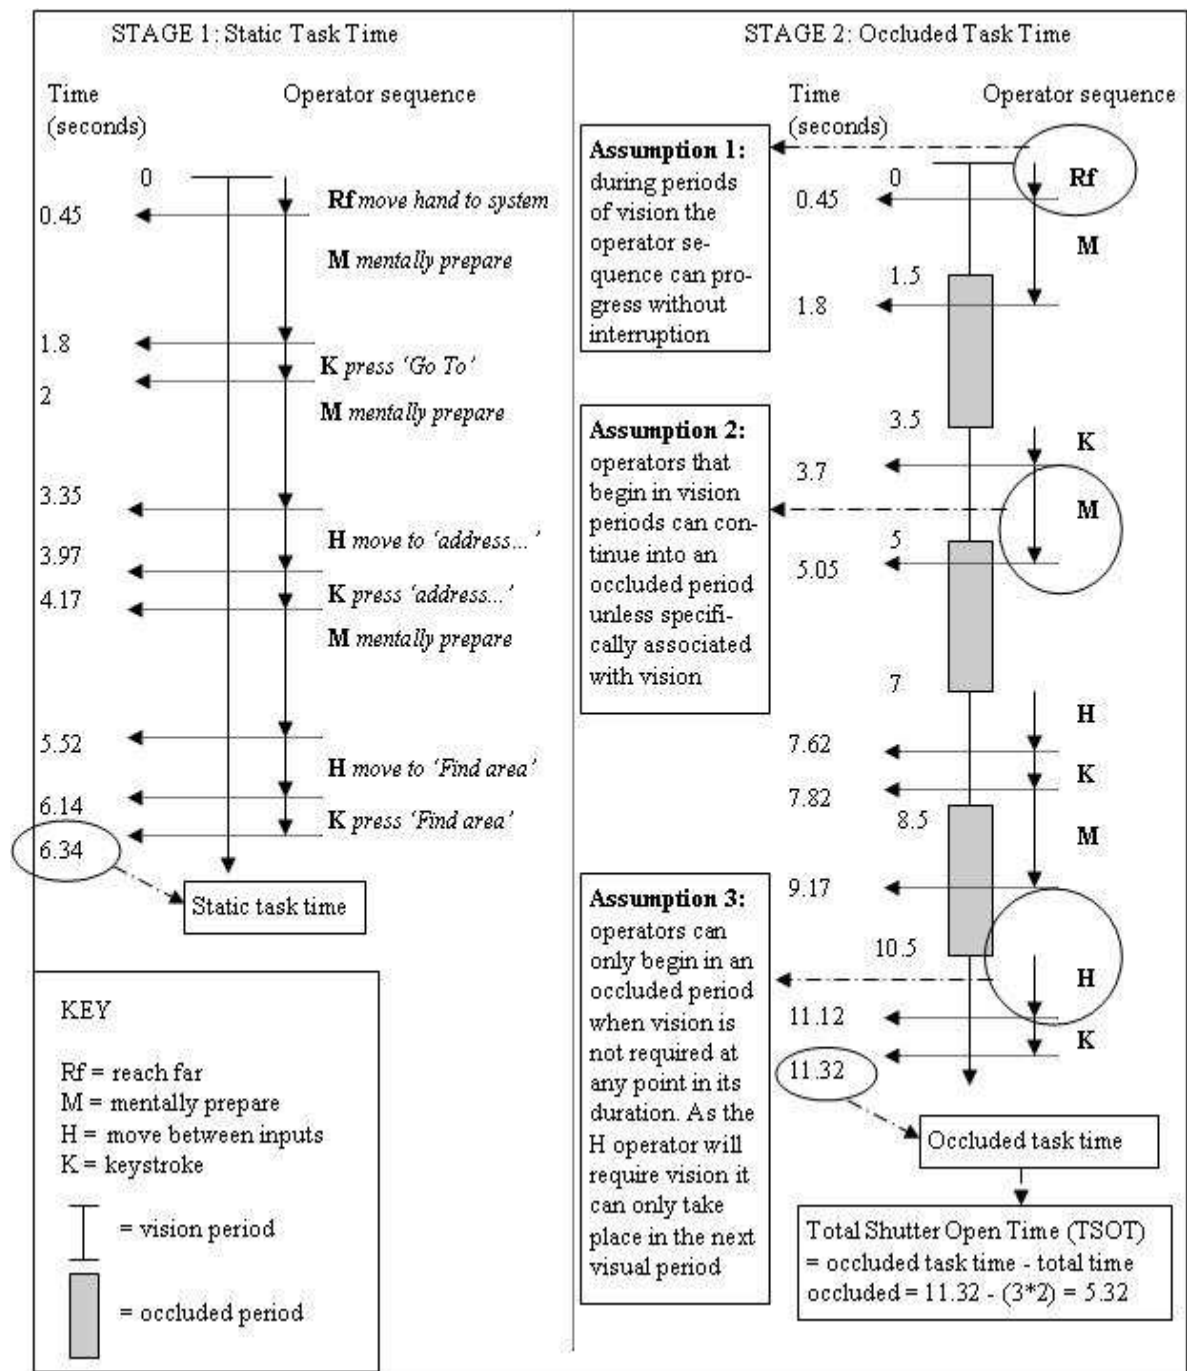 STAGE 1: Static Task Time
Time
(seconds)
Operator sequence
0
Rf move hand to system
0.45
M mentally prepare
1.8
K press ‘Go To’
2
M mentally prepare
3.35
H move to ‘address...’
3.97
K press ‘address...’
4.17
M mentally prepare
5.52
H move to ‘Find area’
6.14
K press ‘Find area’
6.34
Static task time
KEY
Rf = reach far
M = mentally prepare
H = move between inputs
K = keystroke
= vision period
= occluded period
STAGE 2: Occluded Task Time
Time
(seconds)
Operator sequence
Assumption 1:
during periods
of vision the
operator se-
quence can pro-
gress without
interruption
0
Rf
0.45
M
1.5
1.8
3.5
K
Assumption 2:
operators that
begin in vision
periods can con-
tinue into an
occluded period
unless specifi-
cally associated
with vision
3.7
M
5
5.05
7
H
7.62
K
7.82
8.5
M
9.17
Assumption 3:
operators can
only begin in an
occluded period
when vision is
not required at
any point in its
duration. As the
H operator will
require vision it
can only take
place in the next
visual period
10.5
H
11.12
K
11.32
Occluded task time
Total Shutter Open Time (TSOT)
= occluded task time - total time
occluded = 11.32 - (3*2) = 5.32